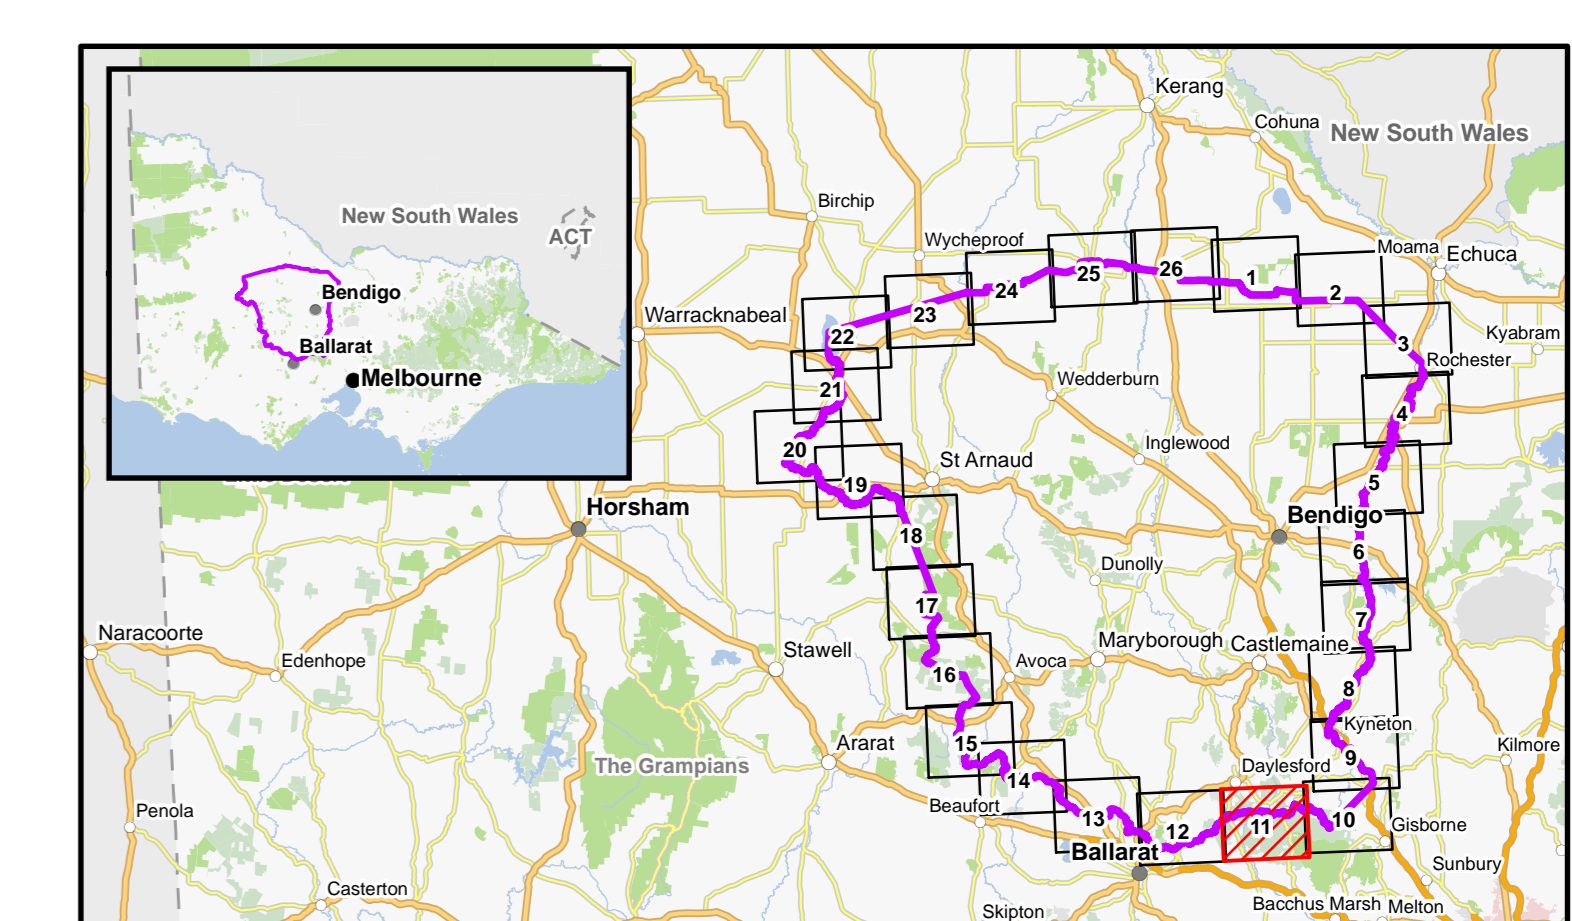 Kerang
Cohuna
New South Wales
New South Wales
ACT
Birchip
Wycheproof
Moama
Echuca
Bendigo
Ballarat
Melbourne
Warracknabeal
26
25
24
23
22
1
2
3
Kyabram
Rochester
Wedderburn
21
4
20
Inglewood
St Arnaud
19
5
Horsham
Bendigo
18
6
Dunolly
17
7
Naracoorte
Edenhope
Stawell
Avoca
Maryborough
Castlemaine
16
8
Kyneton
Ararat
15
The Grampians
9
Kilmore
Daylesford
14
Beaufort
13
12
11
10
Gisborne
Penola
Ballarat
Sunbury
Casterton
Skipton
Bacchus Marsh
Melton